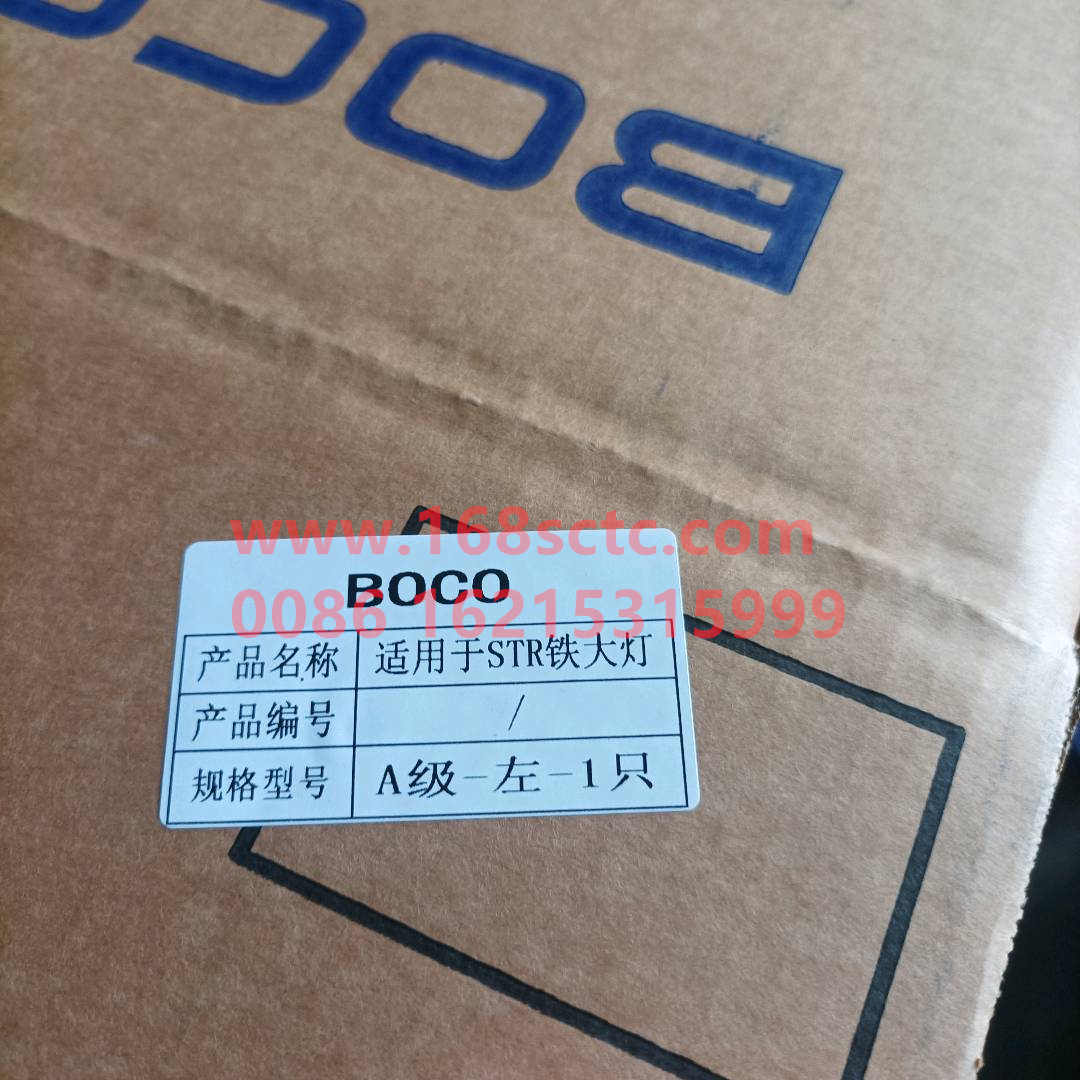 BOCO
www.168sctc.com
BOCO
0086 16215315999
产品名称 适用于STR铁大灯
产品编号 /
规格型号 A级-左-1只